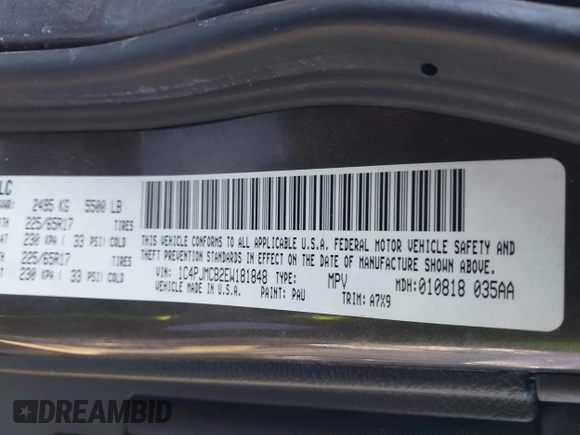 LC
2495 KG 5500 LB
225/65R17 TIRES
230 KPA ( 33 PSI) COLD
225/65R17 TIRES
230 KPA ( 33 PSI) COLD
THIS VEHICLE CONFORMS TO ALL APPLICABLE U.S.A. FEDERAL MOTOR VEHICLE SAFETY AND
THEFT PREVENTION STANDARDS IN EFFECT ON THE DATE OF MANUFACTURE SHOWN ABOVE.
VIN: 1C4PJMCB2EW181848 TYPE: MPV MDH: 010818 035AA
VEHICLE MADE IN U.S.A. PAINT: PAU TRIM: A7X9
DREAMBID